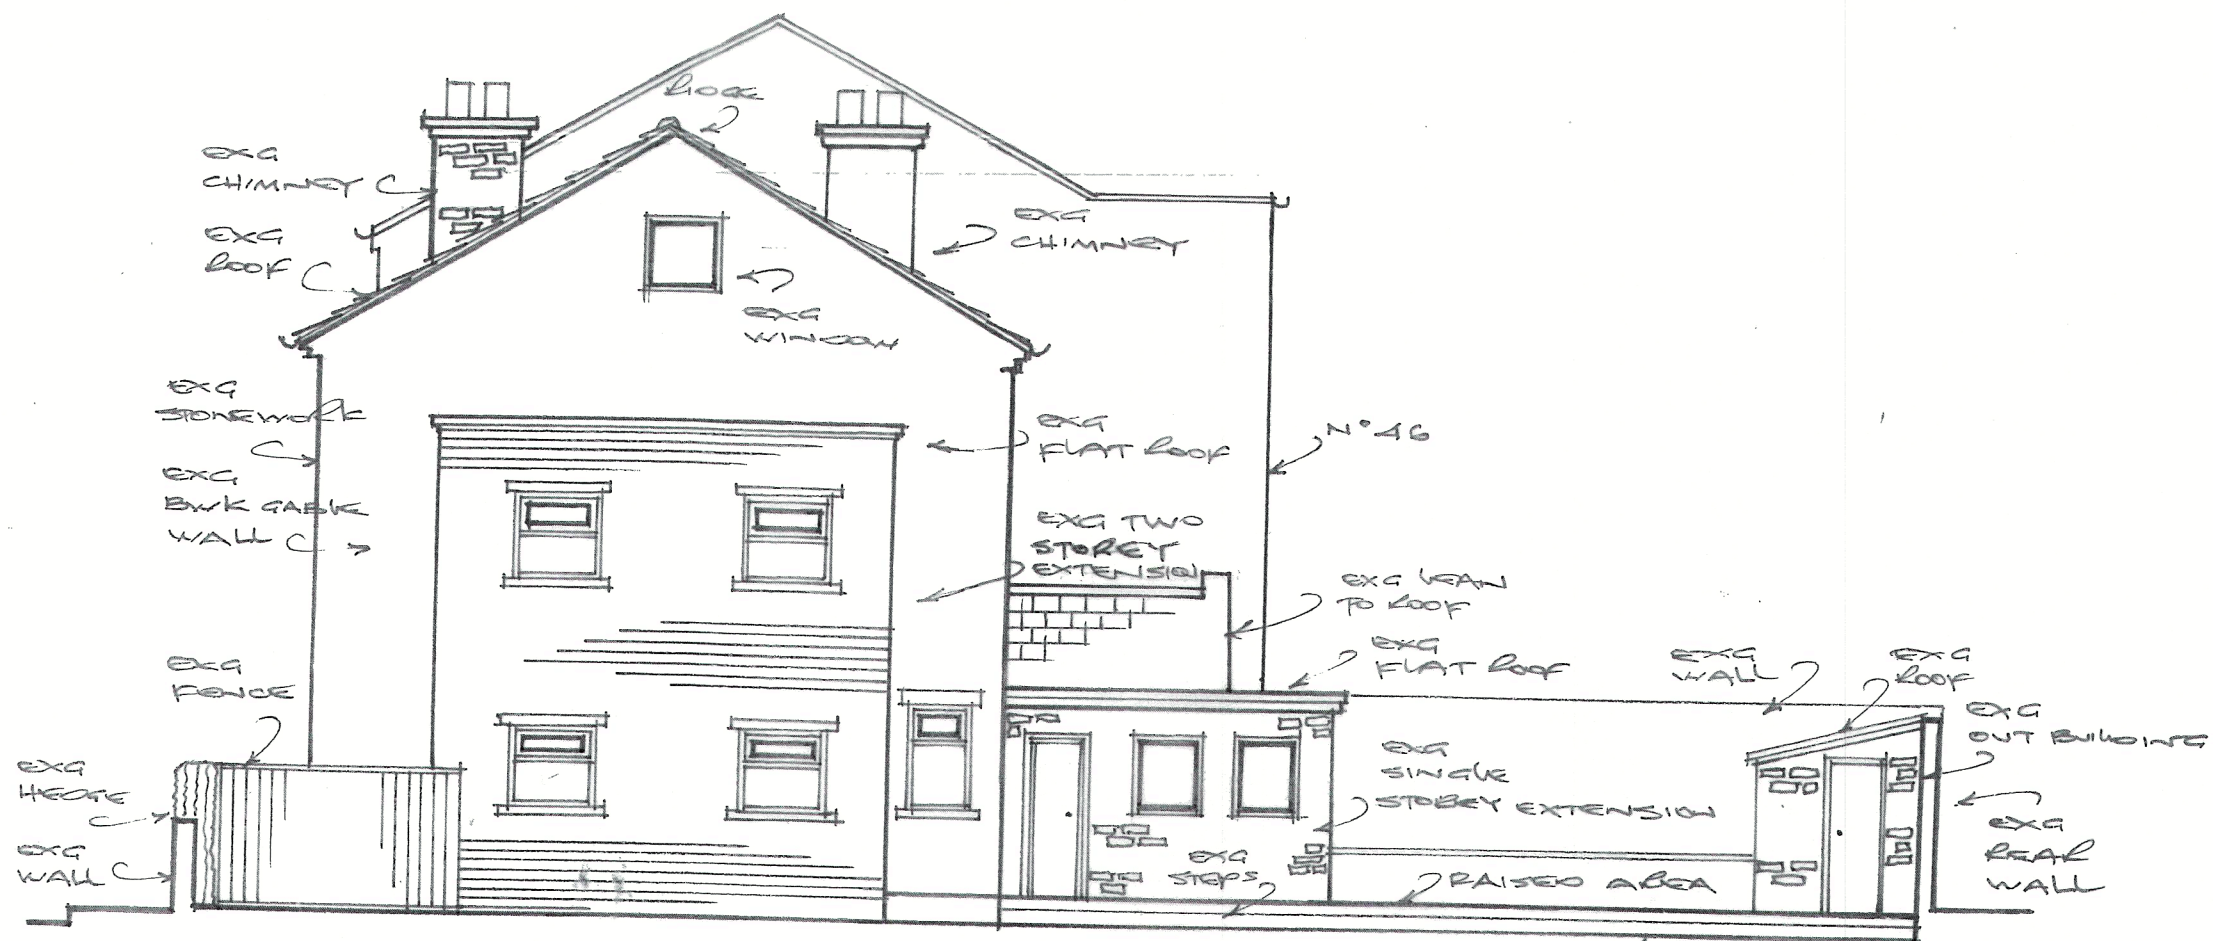 RIDGE
EXG
CHIMNEY
EXG
ROOF
EXG
CHIMNEY
EXG
WINDOW
EXG
STONEWORK
EXG
BWK GABLE
WALL
EXG
FLAT ROOF
N° 46
EXG TWO
STOREY
EXTENSION
EXG LEAN
TO ROOF
EXG
FLAT ROOF
EXG
WALL
EXG
ROOF
EXG
OUT BUILDING
EXG
FENCE
EXG
HEDGE
EXG
WALL
EXG
SINGLE
STOREY EXTENSION
EXG
STEPS
RAISED AREA
EXG
REAR
WALL